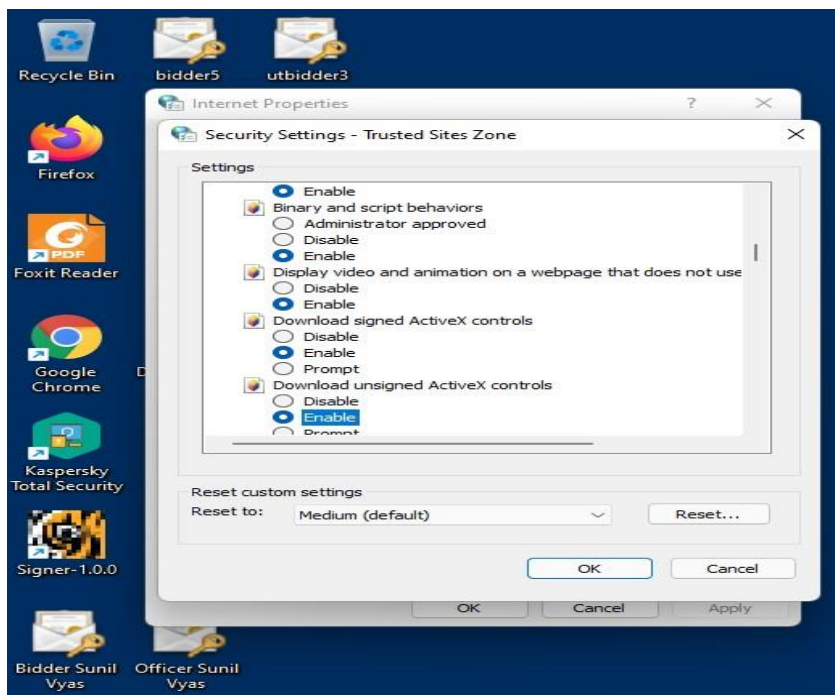 Recycle Bin
bidder5
utbidder3
Internet Properties
?
Security Settings - Trusted Sites Zone
Firefox
Settings
Enable
Binary and script behaviors
Administrator approved
Disable
Enable
PDF
Foxit Reader
Display video and animation on a webpage that does not use
Disable
Enable
Download signed ActiveX controls
Disable
Enable
Prompt
Google
Chrome
D
Download unsigned ActiveX controls
Disable
Enable
Prompt
Kaspersky
Total Security
Reset custom settings
Reset to:
Medium (default)
Reset...
Signer-1.0.0
OK
Cancel
OK
Cancel
Apply
Bidder Sunil
Vyas
Officer Sunil
Vyas